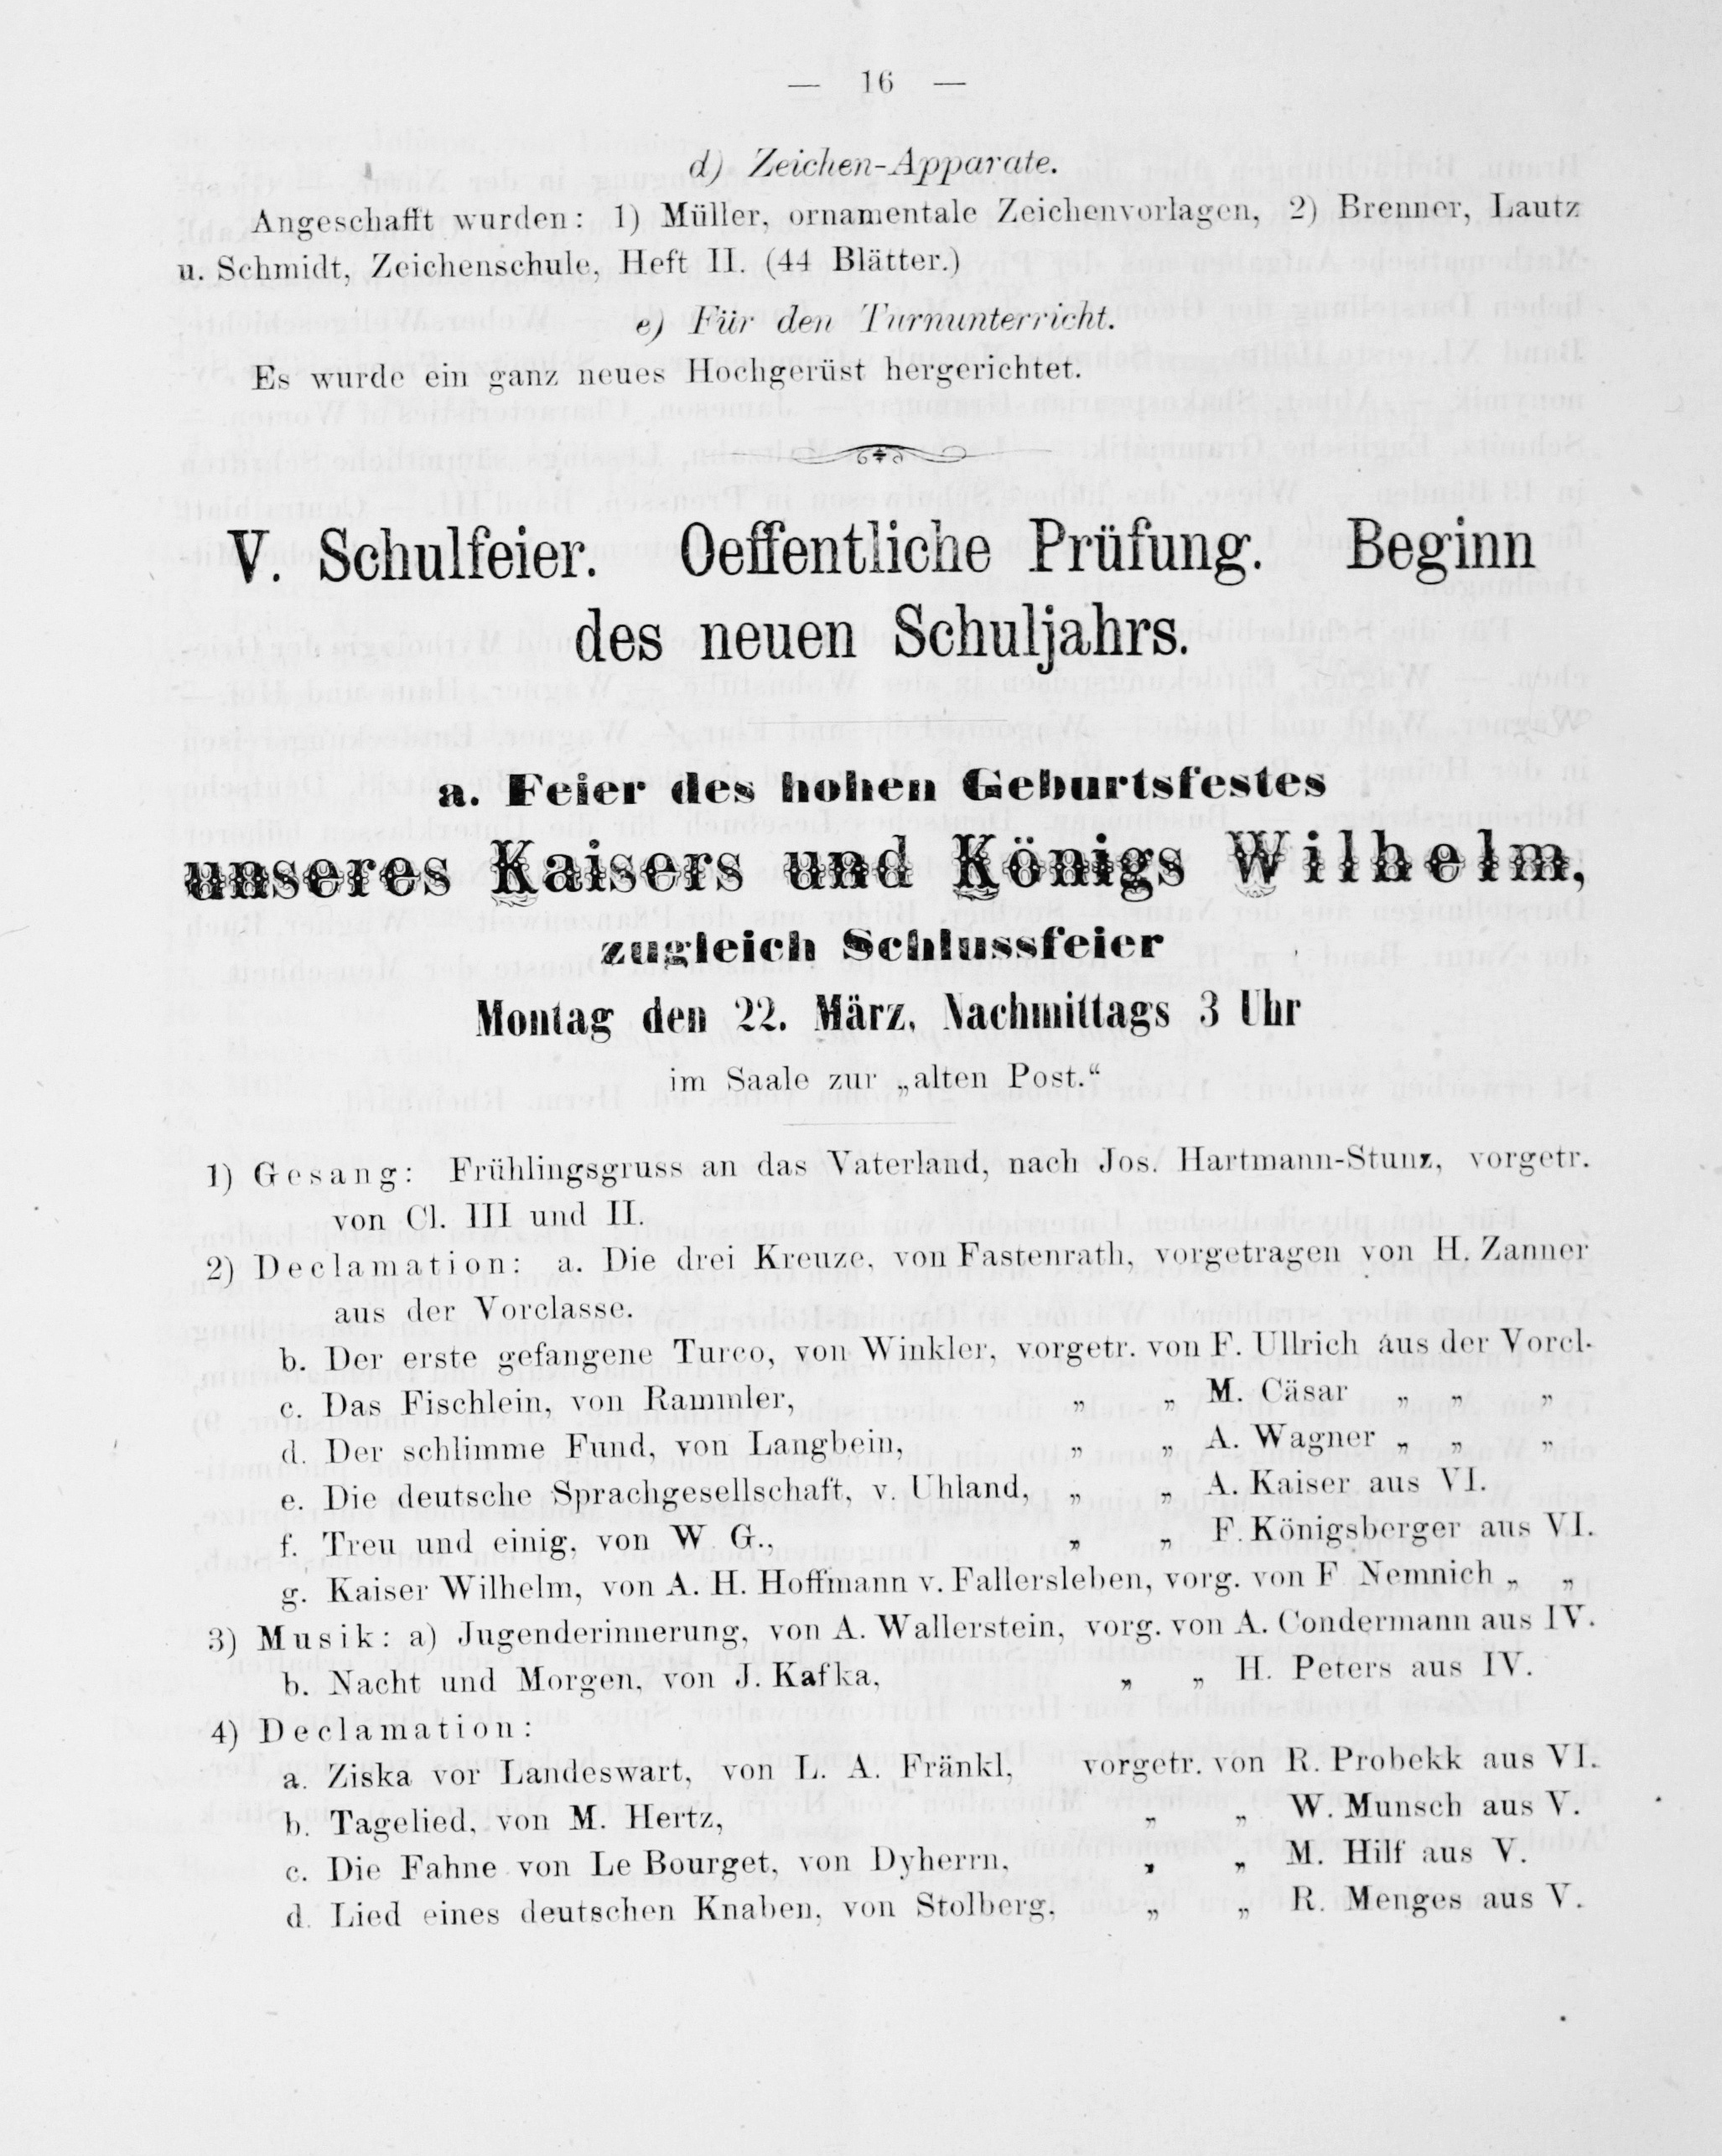 — 16 —
d) Zeichen-Apparate.
Angeschafft wurden: 1) Müller, ornamentale Zeichenvorlagen, 2) Brenner, Lautz
u. Schmidt, Zeichenschule, Heft II. (44 Blätter.)
e) Für den Turnunterricht.
Es wurde ein ganz neues Hochgerüst hergerichtet.
V. Schulfeier. Oeffentliche Prüfung. Beginn
des neuen Schuljahrs.
a. Feier des hohen Geburtsfestes
unseres Kaisers und Königs Wilhelm,
zugleich Schlussfeier
Montag den 22. März, Nachmittags 3 Uhr
im Saale zur „alten Post.“
1) Gesang: Frühlingsgruss an das Vaterland, nach Jos. Hartmann-Stunz, vorgetr.
von Cl. III und II.
2) Declamation: a. Die drei Kreuze, von Fastenrath, vorgetragen von H. Zanner
aus der Vorclasse.
b. Der erste gefangene Turco, von Winkler, vorgetr. von F. Ullrich aus der Vorcl.
c. Das Fischlein, von Rammler, „ „ M. Cäsar „ „ „
d. Der schlimme Fund, von Langbein, „ „ A. Wagner „ „ „
e. Die deutsche Sprachgesellschaft, v. Uhland, „ „ A. Kaiser aus VI.
f. Treu und einig, von W. G., „ „ F. Königsberger aus VI.
g. Kaiser Wilhelm, von A. H. Hoffmann v. Fallersleben, vorg. von F Nemnich „ „
3) Musik: a) Jugenderinnerung, von A. Wallerstein, vorg. von A. Condermann aus IV.
b. Nacht und Morgen, von J. Kafka, „ „ H. Peters aus IV.
4) Declamation:
a. Ziska vor Landeswart, von L. A. Fränkl, vorgetr. von R. Probekk aus VI.
b. Tagelied, von M. Hertz, „ „ W. Munsch aus V.
c. Die Fahne von Le Bourget, von Dyherrn, „ „ M. Hilf aus V.
d. Lied eines deutschen Knaben, von Stolberg, „ „ R. Menges aus V.